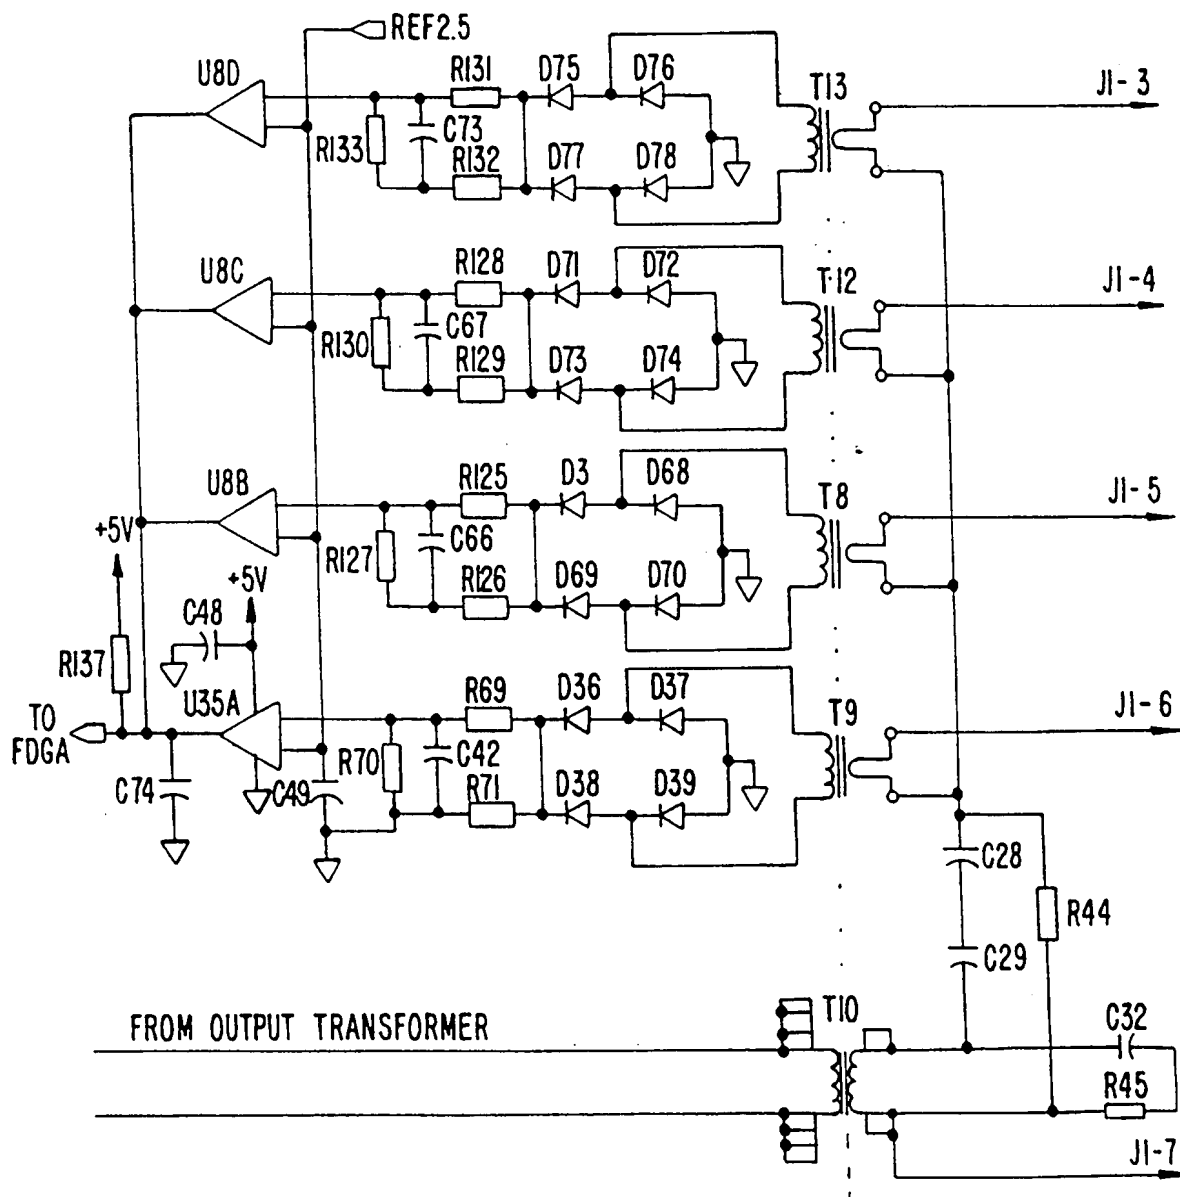 REF2.5
U8D
R131
D75
D76
T13
J1-3
R133
C73
R132
D77
D78
U8C
R128
D71
D72
T12
J1-4
R130
C67
R129
D73
D74
U8B
R125
D3
D68
T8
J1-5
+5V
R127
C66
R126
D69
D70
+5V
C48
R137
U35A
R69
D36
D37
T9
J1-6
TO
FDGA
R70
C42
C74
C49
R71
D38
D39
C28
R44
C29
FROM OUTPUT TRANSFORMER
T10
C32
R45
J1-7